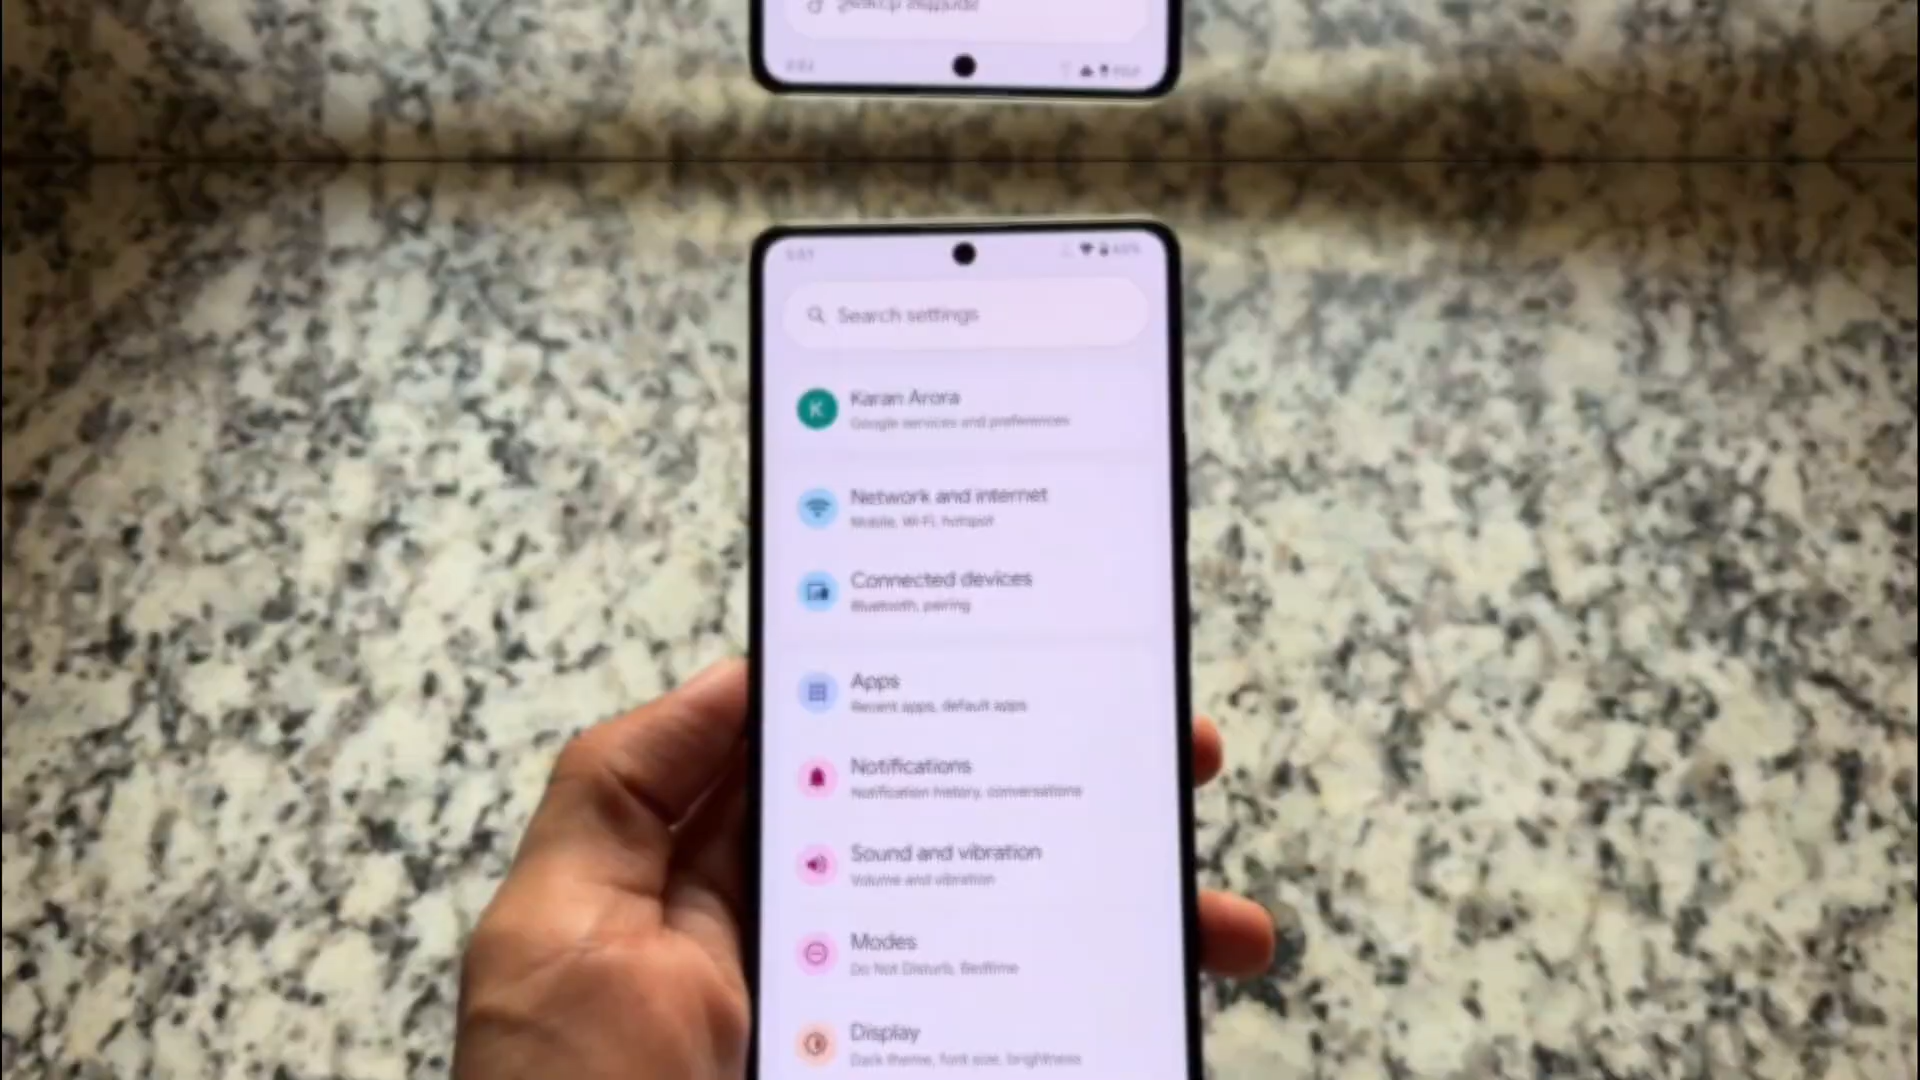 Search settings
K
Karan Arora
Google services and preferences
Network and internet
Mobile, Wi-Fi, hotspot
Connected devices
Bluetooth, pairing
Apps
Recent apps, default apps
Notifications
Notification history, conversations
Sound and vibration
Volume and vibration
Modes
Do Not Disturb, Bedtime
Display
Dark theme, font size, brightness